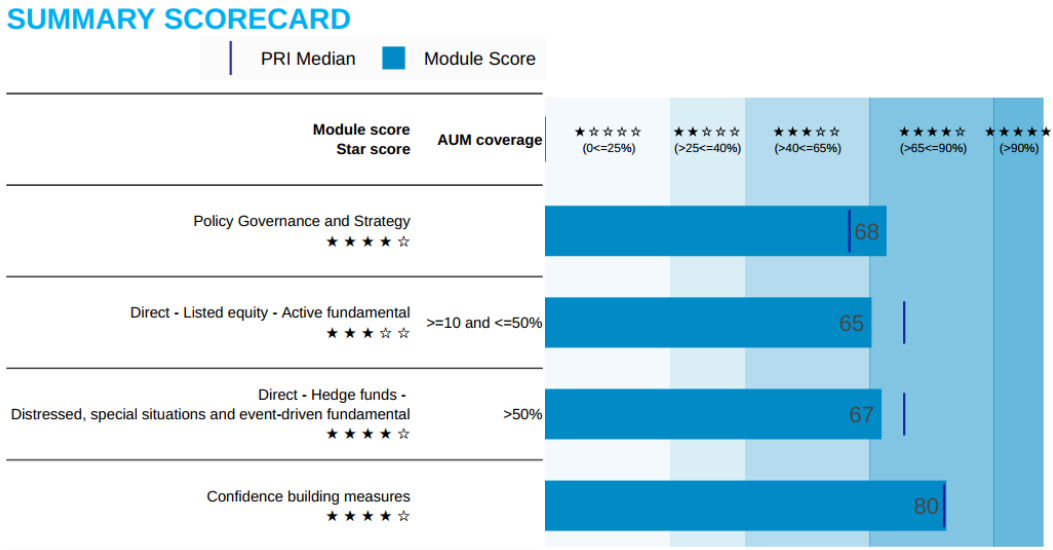 SUMMARY SCORECARD
PRI Median Module Score
Module score
Star score
AUM coverage
★☆☆☆☆ ★★☆☆☆ ★★★☆☆ ★★★★☆ ★★★★★
(0<=25%) (>25<=40%) (>40<=65%) (>65<=90%) (>90%)
Policy Governance and Strategy
★★★★☆
68
Direct - Listed equity - Active fundamental
★★★☆☆
>=10 and <=50%
65
Direct - Hedge funds -
Distressed, special situations and event-driven fundamental
★★★★☆
>50%
67
Confidence building measures
★★★★☆
80